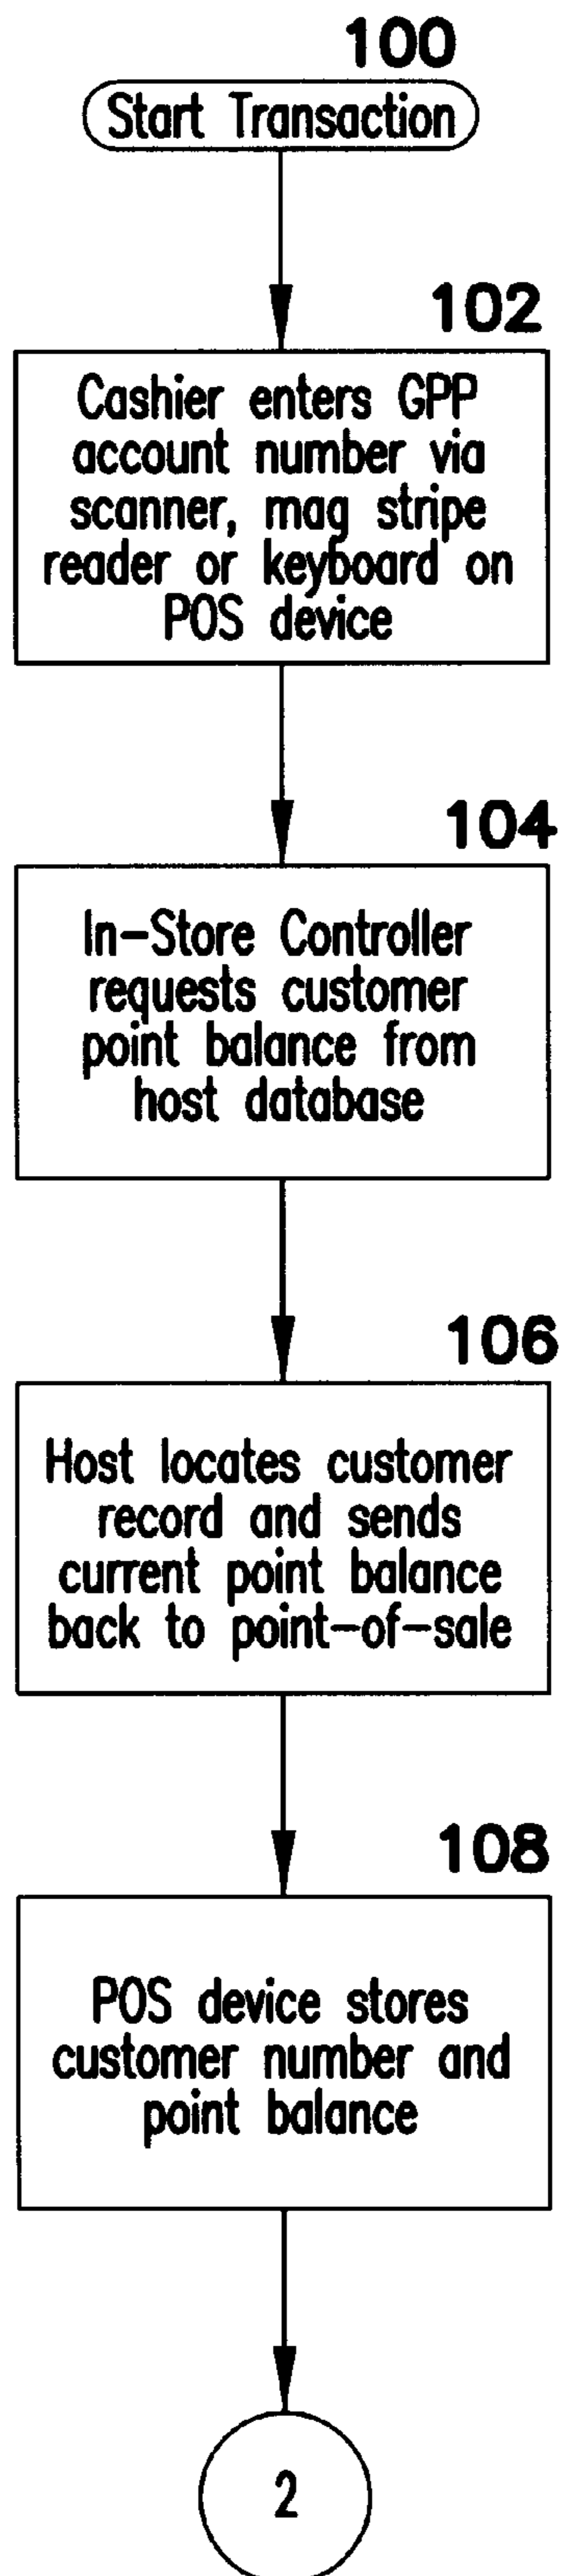 100
Start Transaction
102
Cashier enters GPP
account number via
scanner, mag stripe
reader or keyboard on
POS device
104
In-Store Controller
requests customer
point balance from
host database
106
Host locates customer
record and sends
current point balance
back to point-of-sale
108
POS device stores
customer number and
point balance
2